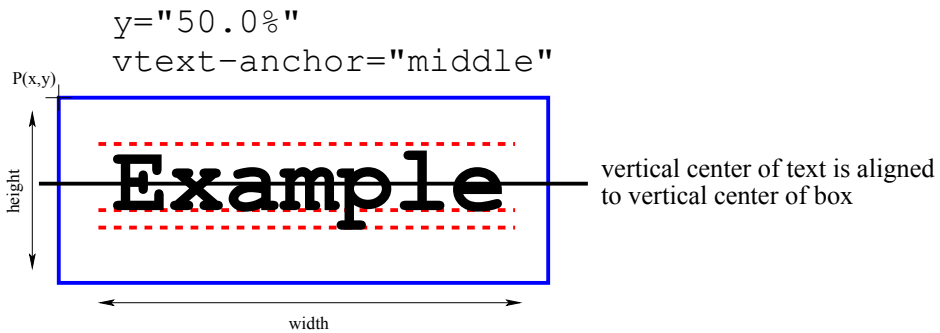 y="50.0%"
vtext-anchor="middle"
P(x,y)
height
Example
vertical center of text is aligned
to vertical center of box
width